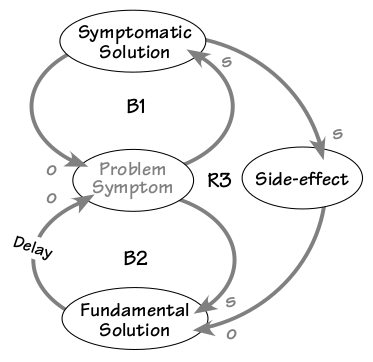 Symptomatic
Solution
s
B1
s
o
Problem
Symptom
R3
Side-effect
o
Delay
B2
s
Fundamental
Solution
o